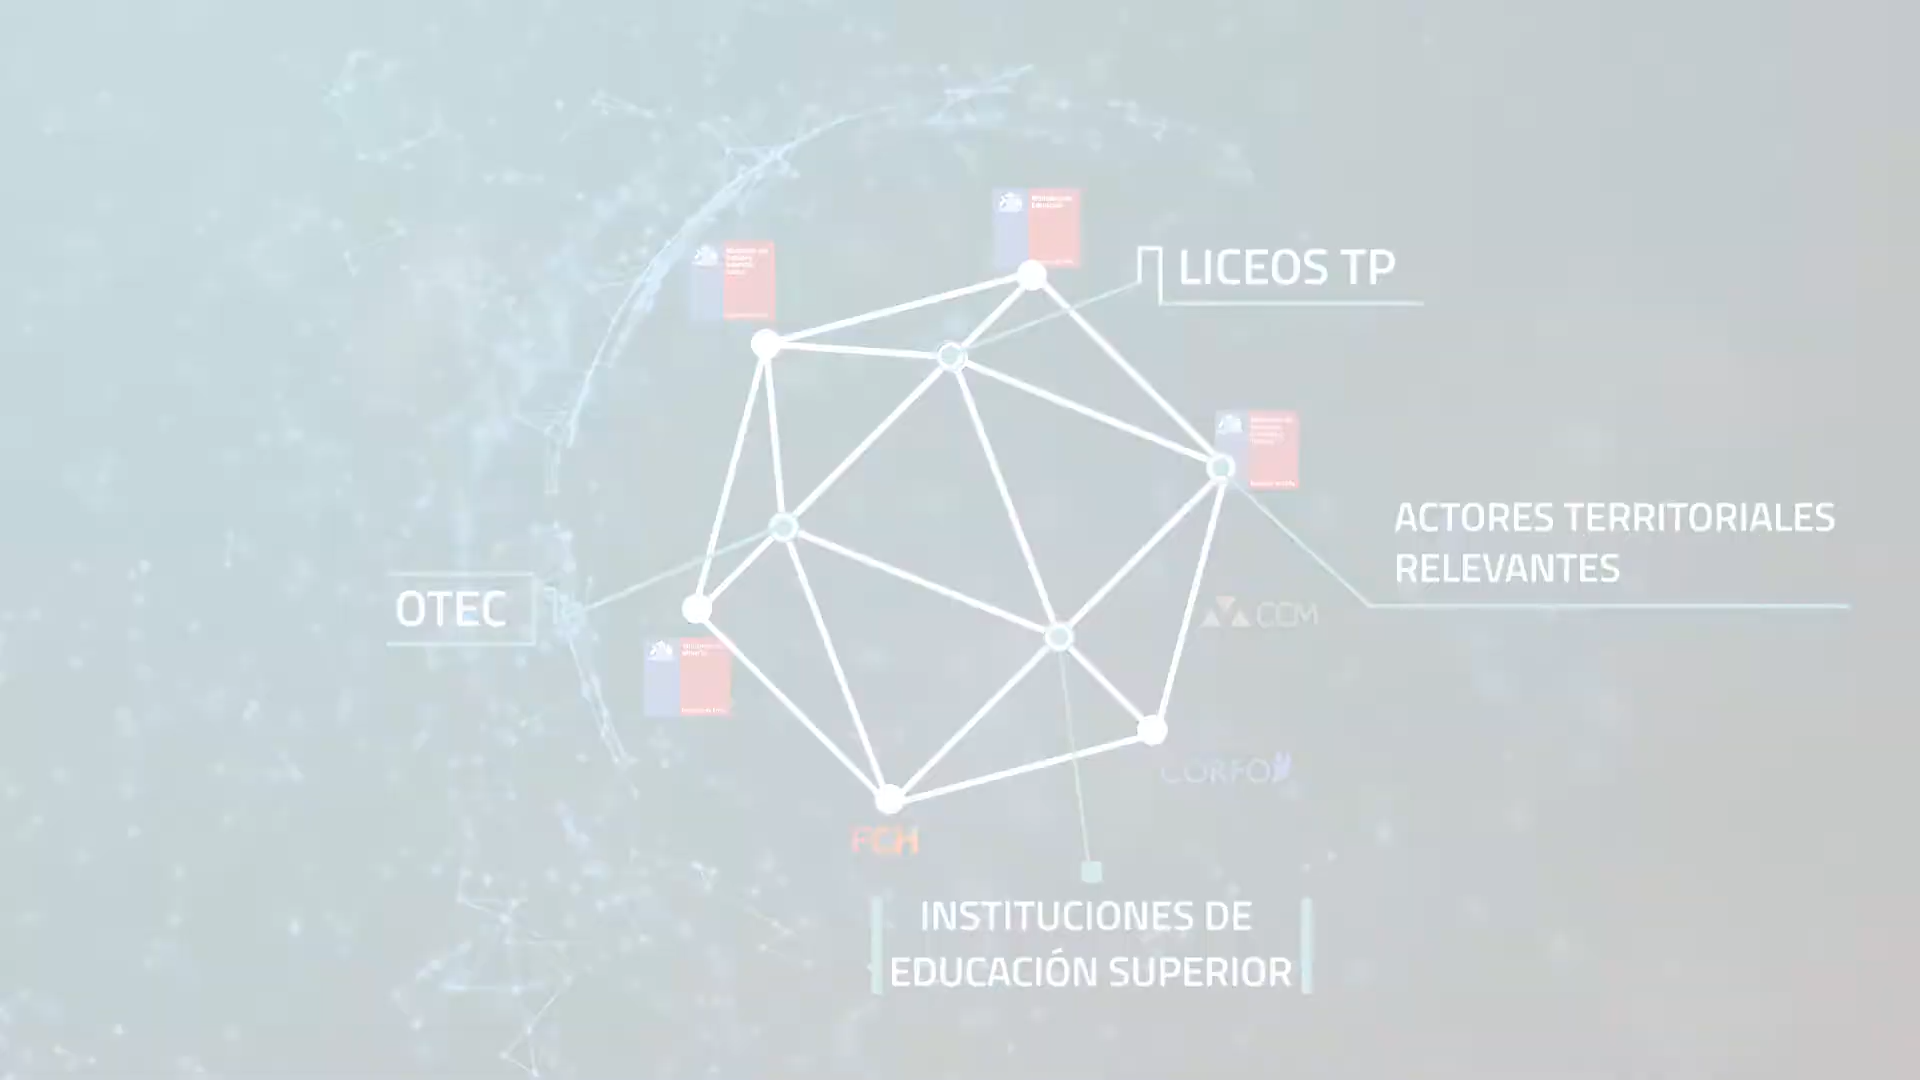 LICEOS TP
ACTORES TERRITORIALES
RELEVANTES
OTEC
CCM
CORFO
FCH
INSTITUCIONES DE
EDUCACIÓN SUPERIOR